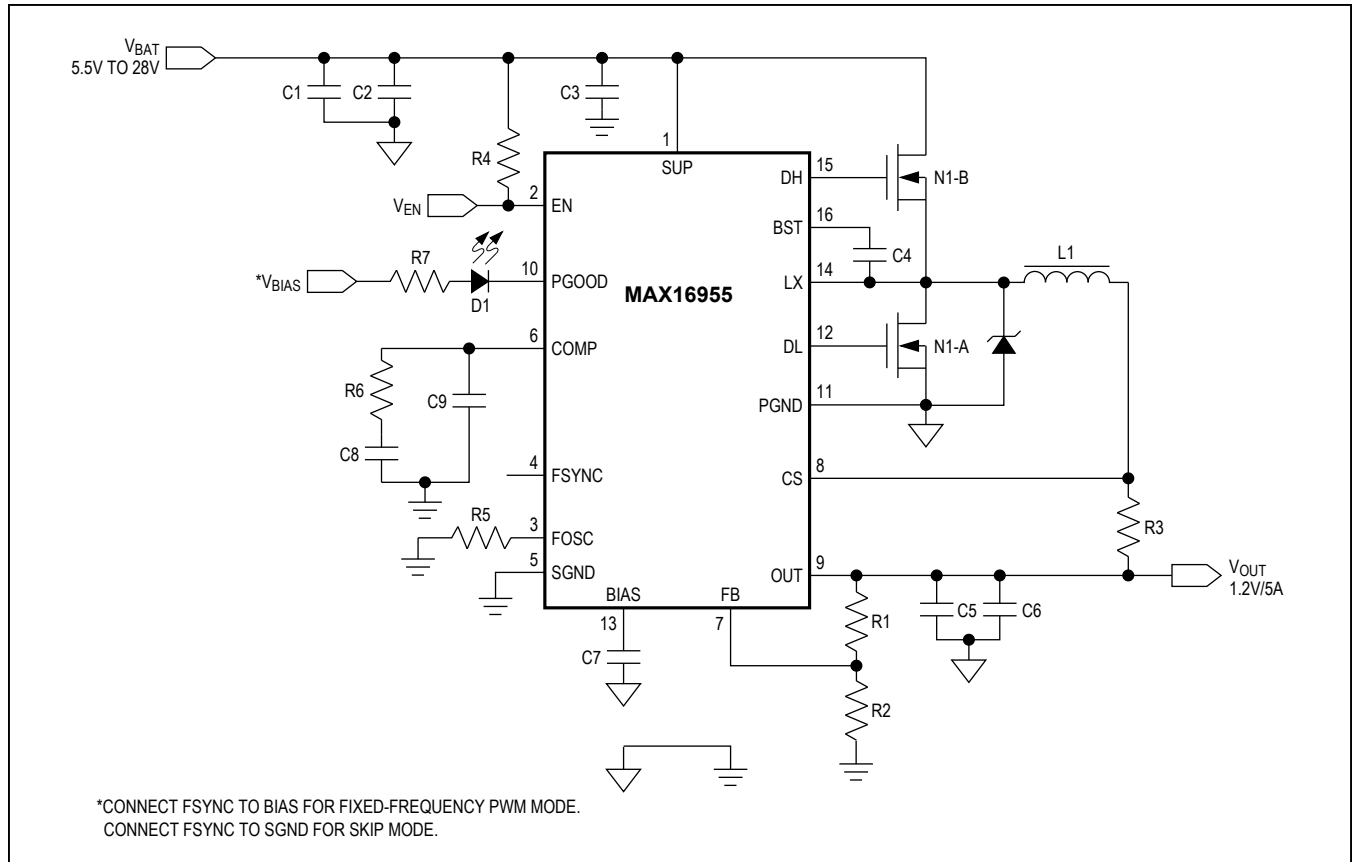 VBAT
5.5V TO 28V
C1
C2
C3
R4
1
SUP
15
DH
N1-B
2
EN
VEN
16
BST
C4
L1
*VBIAS
R7
D1
10
PGOOD
MAX16955
14
LX
6
COMP
12
DL
N1-A
R6
C9
C8
11
PGND
4
FSYNC
8
CS
R5
3
FOSC
5
SGND
R3
9
OUT
VOUT
1.2V/5A
BIAS
13
FB
7
C7
R1
C5
C6
R2
*CONNECT FSYNC TO BIAS FOR FIXED-FREQUENCY PWM MODE.
CONNECT FSYNC TO SGND FOR SKIP MODE.